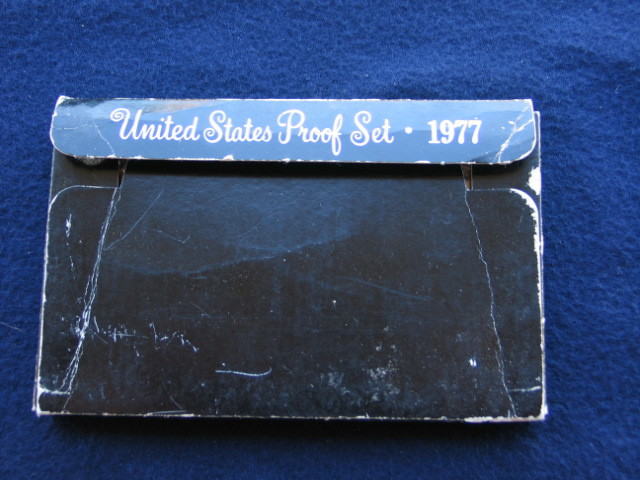 United States Proof Set • 1977